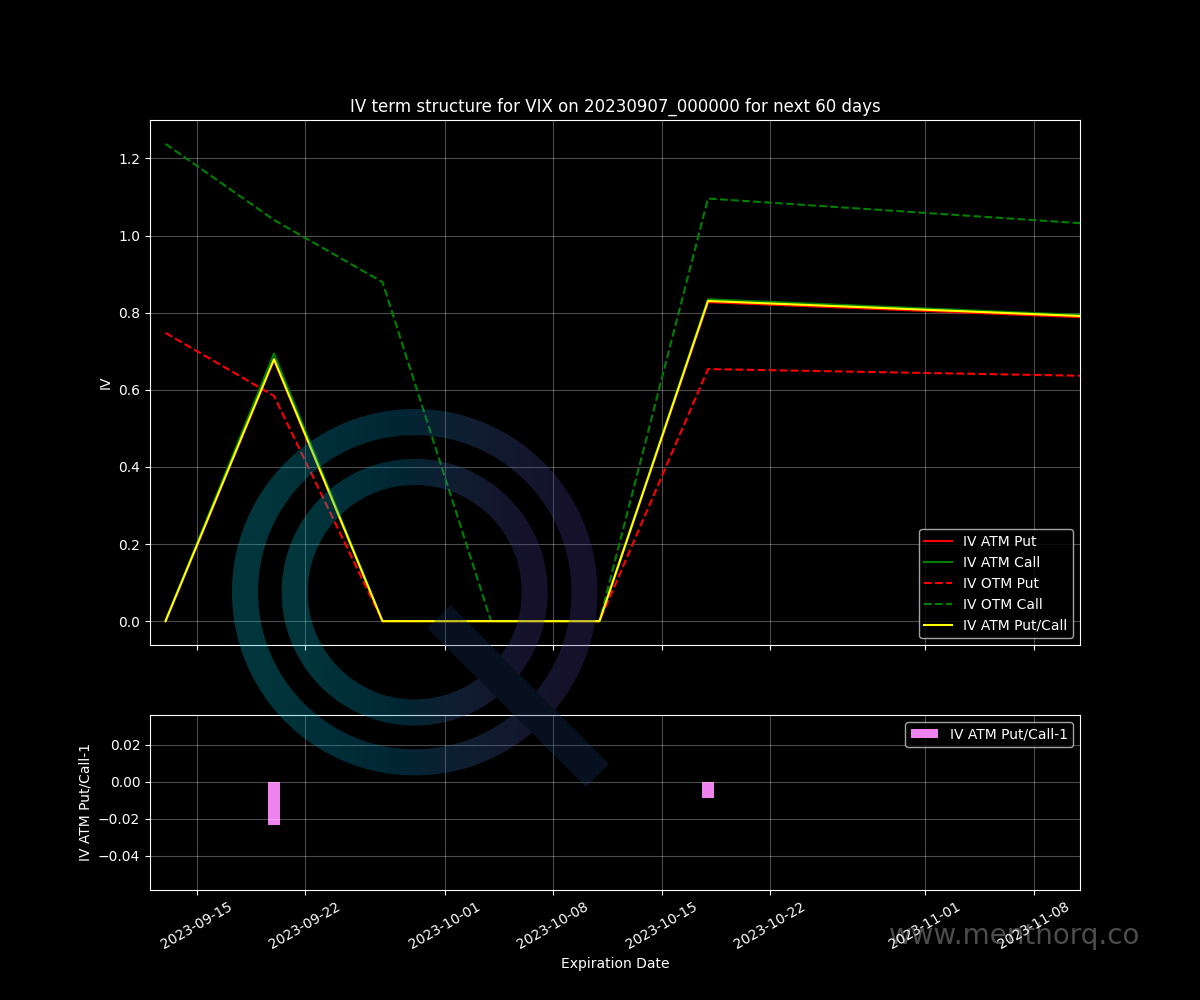 IV term structure for VIX on 20230907_000000 for next 60 days
1.2
1.0
0.8
0.6
0.4
0.2
0.0
IV
IV ATM Put
IV ATM Call
IV OTM Put
IV OTM Call
IV ATM Put/Call
0.02
0.00
−0.02
−0.04
IV ATM Put/Call-1
IV ATM Put/Call-1
2023-09-15
2023-09-22
2023-10-01
2023-10-08
2023-10-15
2023-10-22
2023-11-01
2023-11-08
Expiration Date
www.menthorq.co